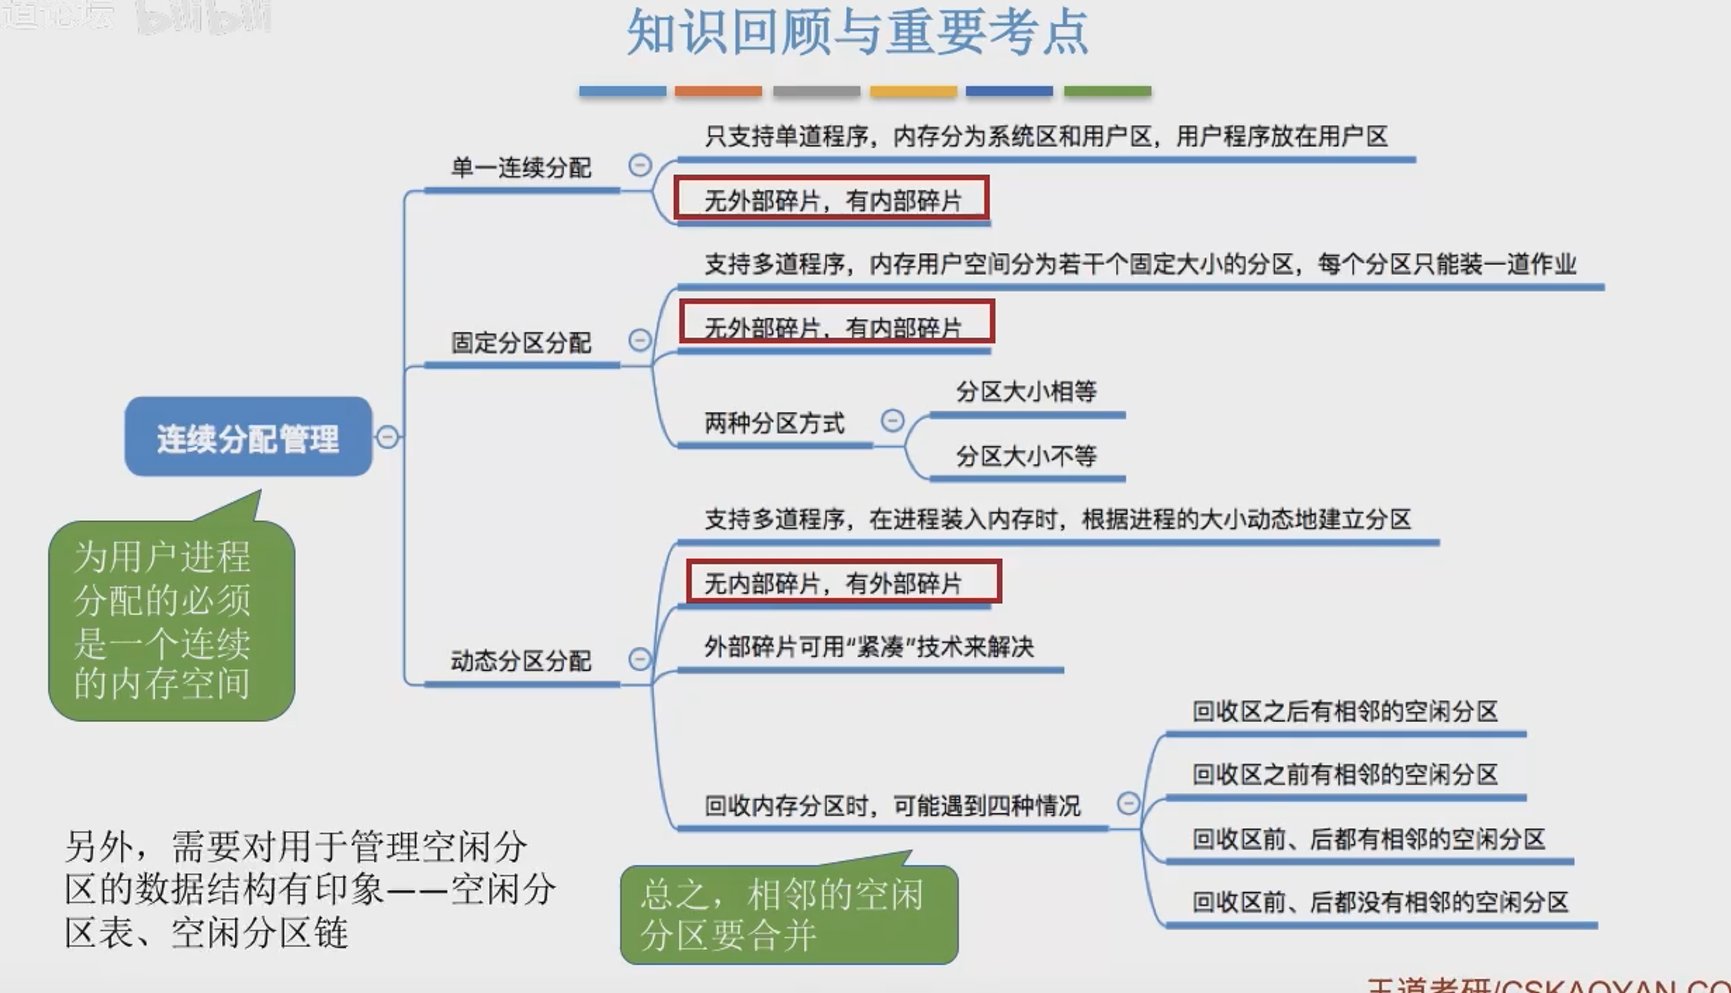 bilibili
知识回顾与重要考点
只支持单道程序，内存分为系统区和用户区，用户程序放在用户区
单一连续分配
无外部碎片，有内部碎片
支持多道程序，内存用户空间分为若干个固定大小的分区，每个分区只能装一道作业
无外部碎片，有内部碎片
固定分区分配
分区大小相等
两种分区方式
分区大小不等
连续分配管理
为用户进程
分配的必须
是一个连续
的内存空间
支持多道程序，在进程装入内存时，根据进程的大小动态地建立分区
无内部碎片，有外部碎片
外部碎片可用“紧凑”技术来解决
动态分区分配
回收区之后有相邻的空闲分区
回收区之前有相邻的空闲分区
回收内存分区时，可能遇到四种情况
回收区前、后都有相邻的空闲分区
回收区前、后都没有相邻的空闲分区
另外，需要对用于管理空闲分
区的数据结构有印象——空闲分
区表、空闲分区链
总之，相邻的空闲
分区要合并
王道考研/CSKAOYAN.CO